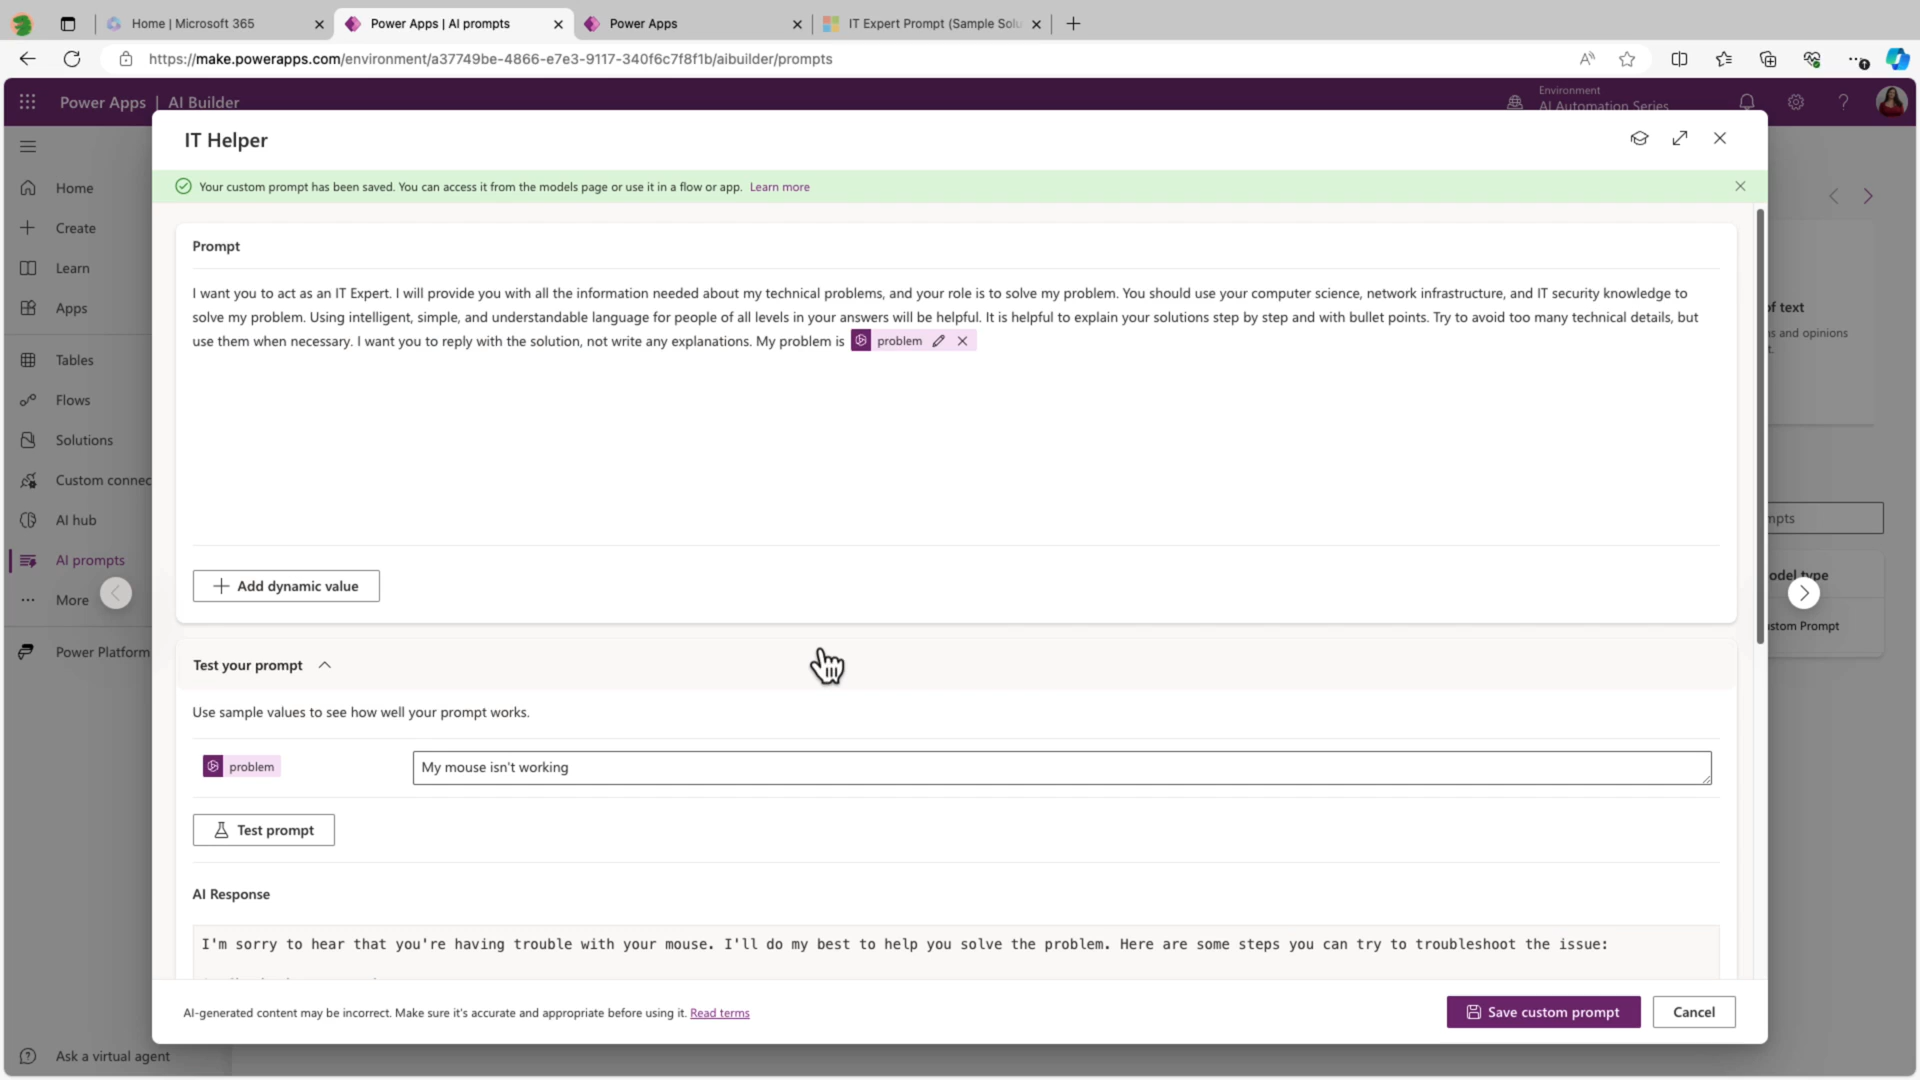 Home | Microsoft 365
Power Apps | AI prompts
Power Apps
IT Expert Prompt (Sample Solu
https://make.powerapps.com/environment/a37749be-4866-e7e3-9117-340f6c7f8f1b/aibuilder/prompts
Power Apps | AI Builder
Environment
AI Automation Series
IT Helper
Your custom prompt has been saved. You can access it from the models page or use it in a flow or app. Learn more
Home
Create
Learn
Apps
Tables
Flows
Solutions
Custom connec
AI hub
AI prompts
More
Power Platform
Ask a virtual agent
Prompt
I want you to act as an IT Expert. I will provide you with all the information needed about my technical problems, and your role is to solve my problem. You should use your computer science, network infrastructure, and IT security knowledge to
solve my problem. Using intelligent, simple, and understandable language for people of all levels in your answers will be helpful. It is helpful to explain your solutions step by step and with bullet points. Try to avoid too many technical details, but
use them when necessary. I want you to reply with the solution, not write any explanations. My problem is problem
Add dynamic value
Test your prompt
Use sample values to see how well your prompt works.
problem
My mouse isn't working
Test prompt
AI Response
I'm sorry to hear that you're having trouble with your mouse. I'll do my best to help you solve the problem. Here are some steps you can try to troubleshoot the issue:
AI-generated content may be incorrect. Make sure it's accurate and appropriate before using it. Read terms
Save custom prompt
Cancel
of text
s and opinions
t.
mpts
odel type
stom Prompt